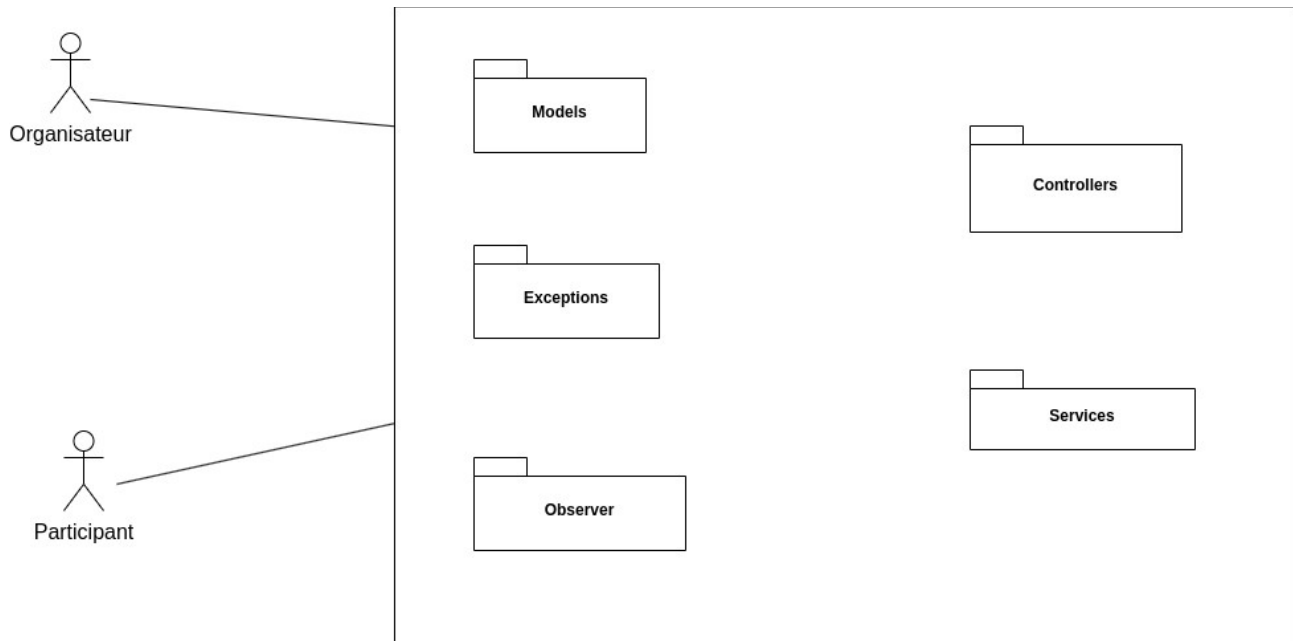 Organisateur
Models
Controllers
Exceptions
Services
Observer
Participant